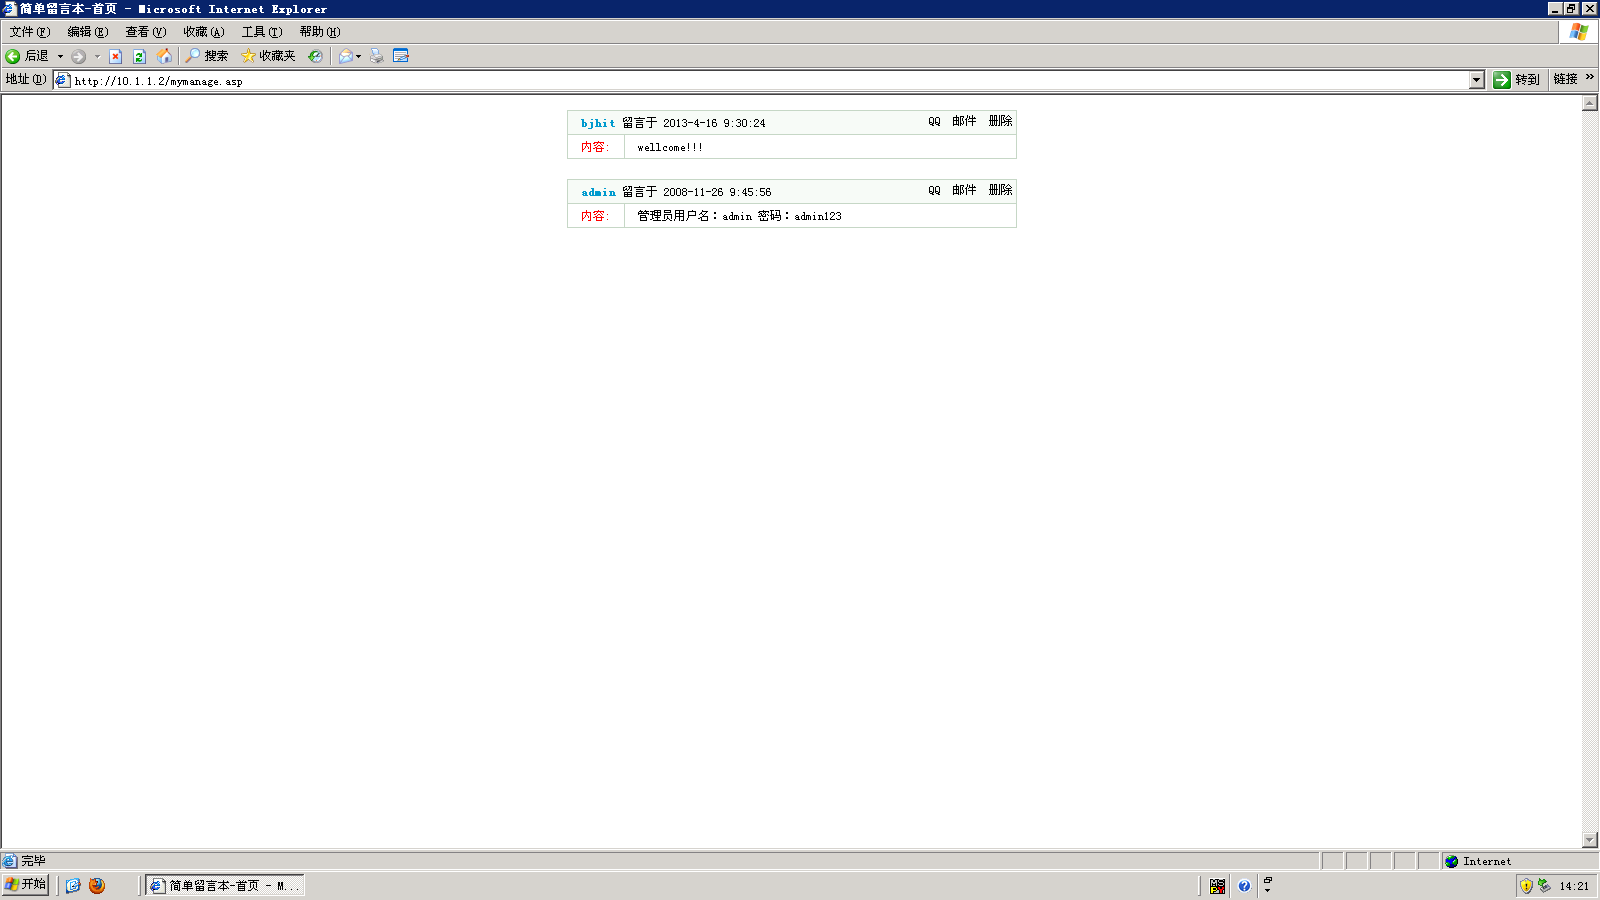 简单留言本-首页 - Microsoft Internet Explorer
文件(F) 编辑(E) 查看(V) 收藏(A) 工具(T) 帮助(H)
后退 搜索 收藏夹
地址(D) http://10.1.1.2/mymanage.asp 转到 链接 »
bjhit 留言于 2013-4-16 9:30:24 QQ 邮件 删除
内容: wellcome!!!
admin 留言于 2008-11-26 9:45:56 QQ 邮件 删除
内容: 管理员用户名：admin 密码：admin123
完毕 Internet
开始 简单留言本-首页 - M... 14:21